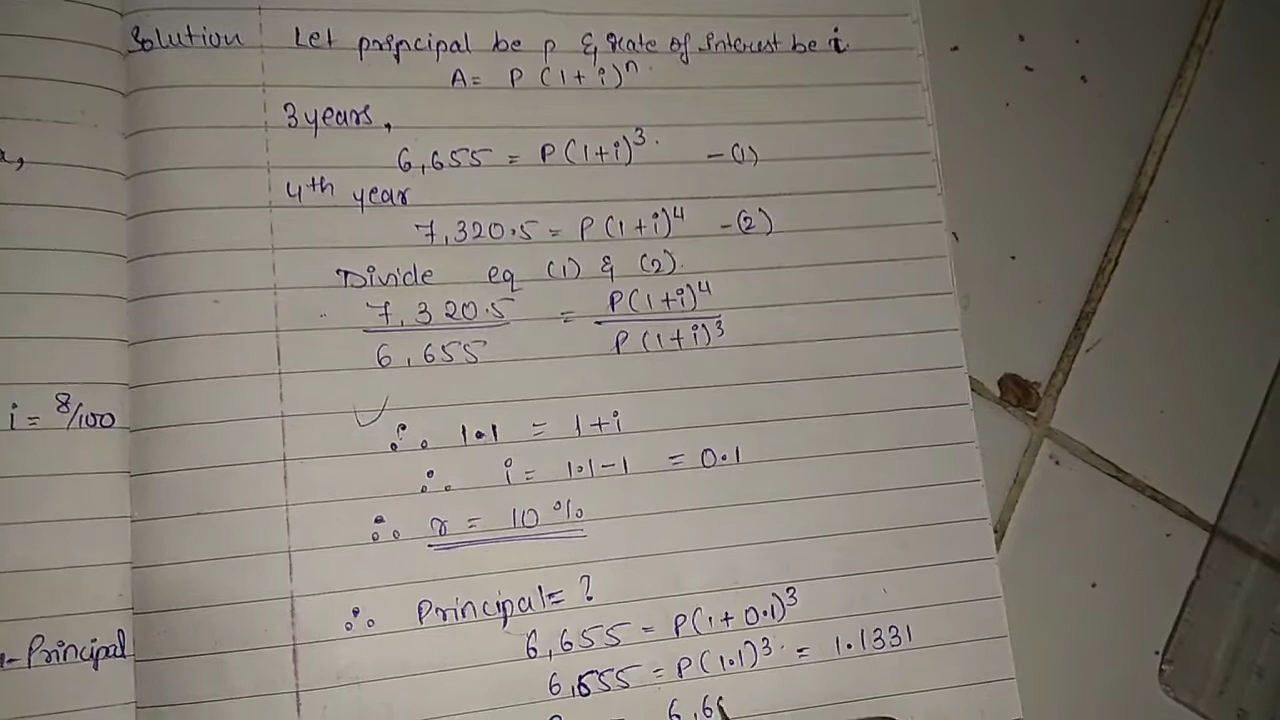 Solution Let principal be p & rate of interest be i.
A = P (1+i)ⁿ.
3 years,
6,655 = P(1+i)³. -(1)
4th year
7,320.5 = P(1+i)⁴ -(2)
Divide eq (1) & (2).
7,320.5 = P(1+i)⁴
6,655 P(1+i)³
i = 8/100
∴ 1.1 = 1+i
∴ i = 1.1-1 = 0.1
∴ r = 10%
∴ Principal = ?
6,655 = P(1+0.1)³
- Principal
6,655 = P(1.1)³ = 1.1331